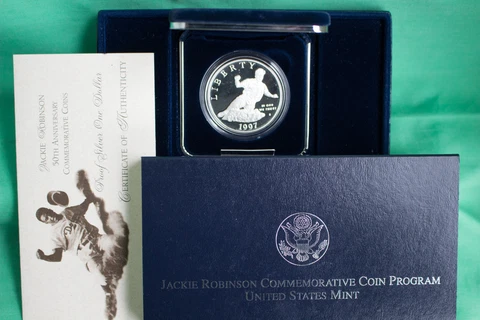 JACKIE ROBINSON
50TH ANNIVERSARY
COMMEMORATIVE COINS
Proof Silver One Dollar
CERTIFICATE OF AUTHENTICITY
LIBERTY
IN GOD
WE TRUST
1997
JACKIE ROBINSON COMMEMORATIVE COIN PROGRAM
UNITED STATES MINT